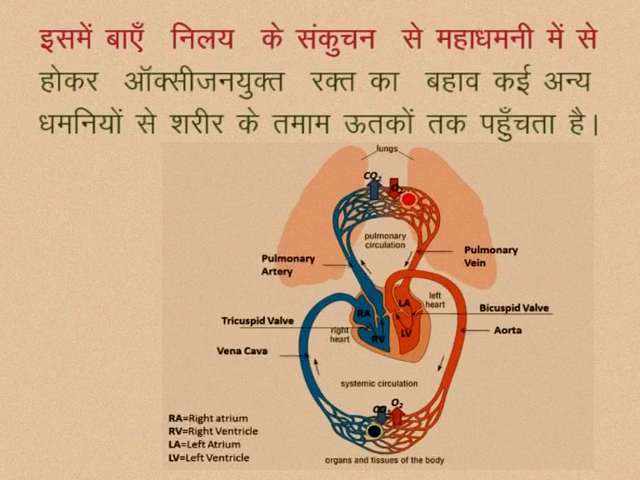 इसमें बाएँ निलय के संकुचन से महाधमनी में से
होकर ऑक्सीजनयुक्त रक्त का बहाव कई अन्य
धमनियों से शरीर के तमाम ऊतकों तक पहुँचता है।
lungs
CO2 O2
pulmonary
circulation
Pulmonary
Artery
Pulmonary
Vein
left
heart
LA
RA
Bicuspid Valve
Tricuspid Valve
right
heart
RV
LV
Aorta
Vena Cava
systemic circulation
O2
RA=Right atrium
RV=Right Ventricle
LA=Left Atrium
LV=Left Ventricle
organs and tissues of the body